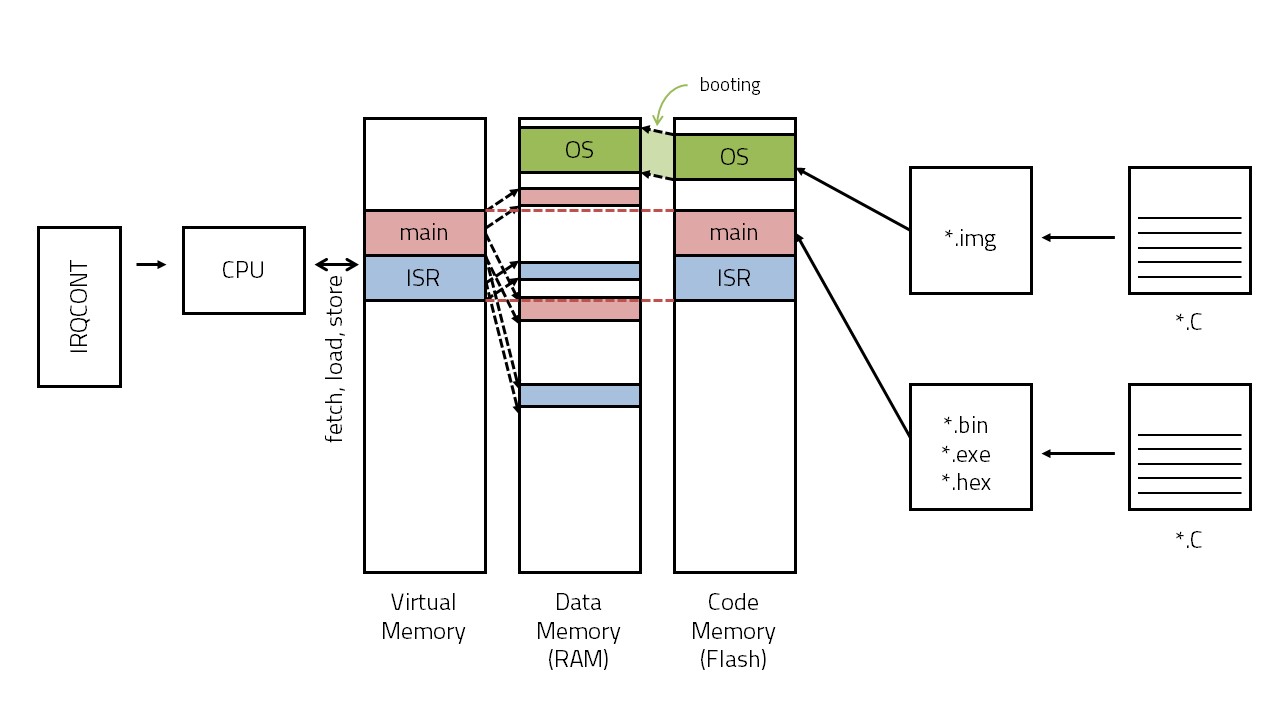 booting
OS
OS
main
ISR
main
ISR
IRQCONT
CPU
fetch, load, store
*.img
*.C
*.bin
*.exe
*.hex
*.C
Virtual
Memory
Data
Memory
(RAM)
Code
Memory
(Flash)